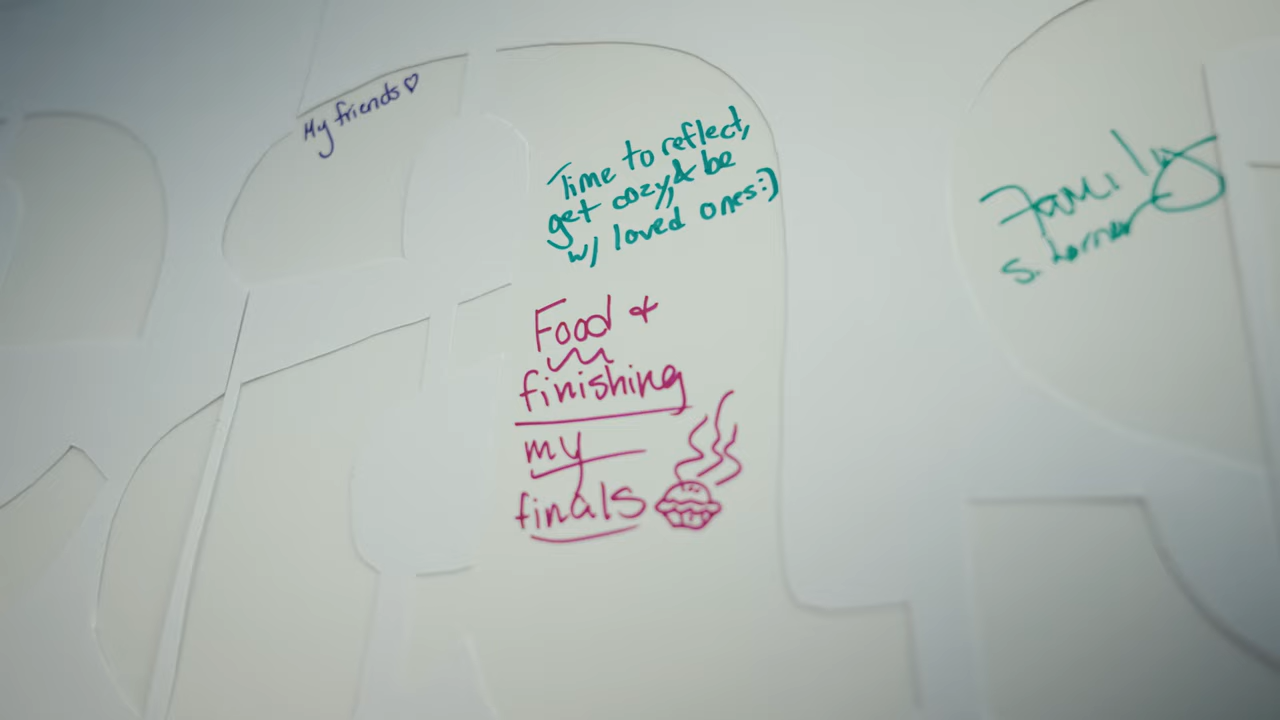 My friends♡
Time to reflect,
get cozy, & be
w/ loved ones:)
Food +
finishing
my
finals
Family
S.